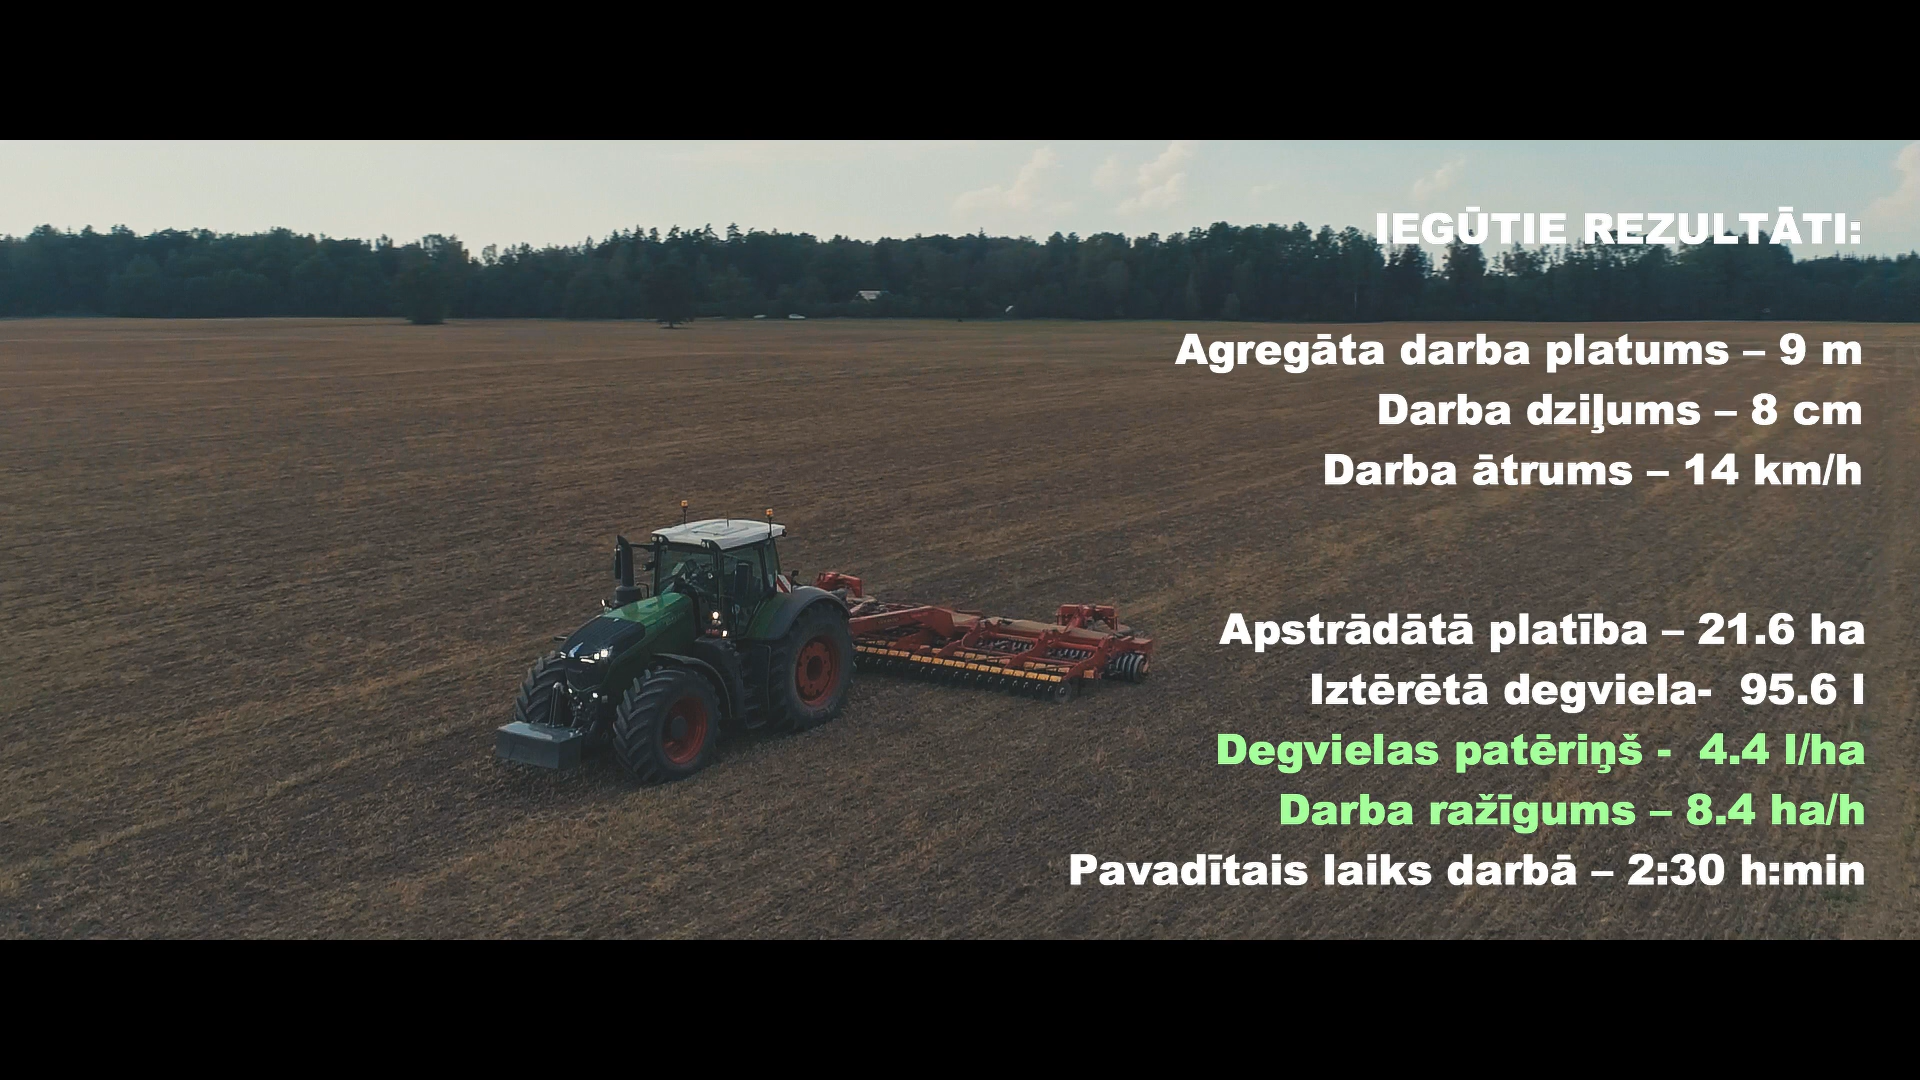 IEGŪTIE REZULTĀTI:
Agregāta darba platums – 9 m
Darba dziļums – 8 cm
Darba ātrums – 14 km/h
Apstrādātā platība – 21.6 ha
Iztērētā degviela-  95.6 l
Degvielas patēriņš -  4.4 l/ha
Darba ražīgums – 8.4 ha/h
Pavadītais laiks darbā – 2:30 h:min